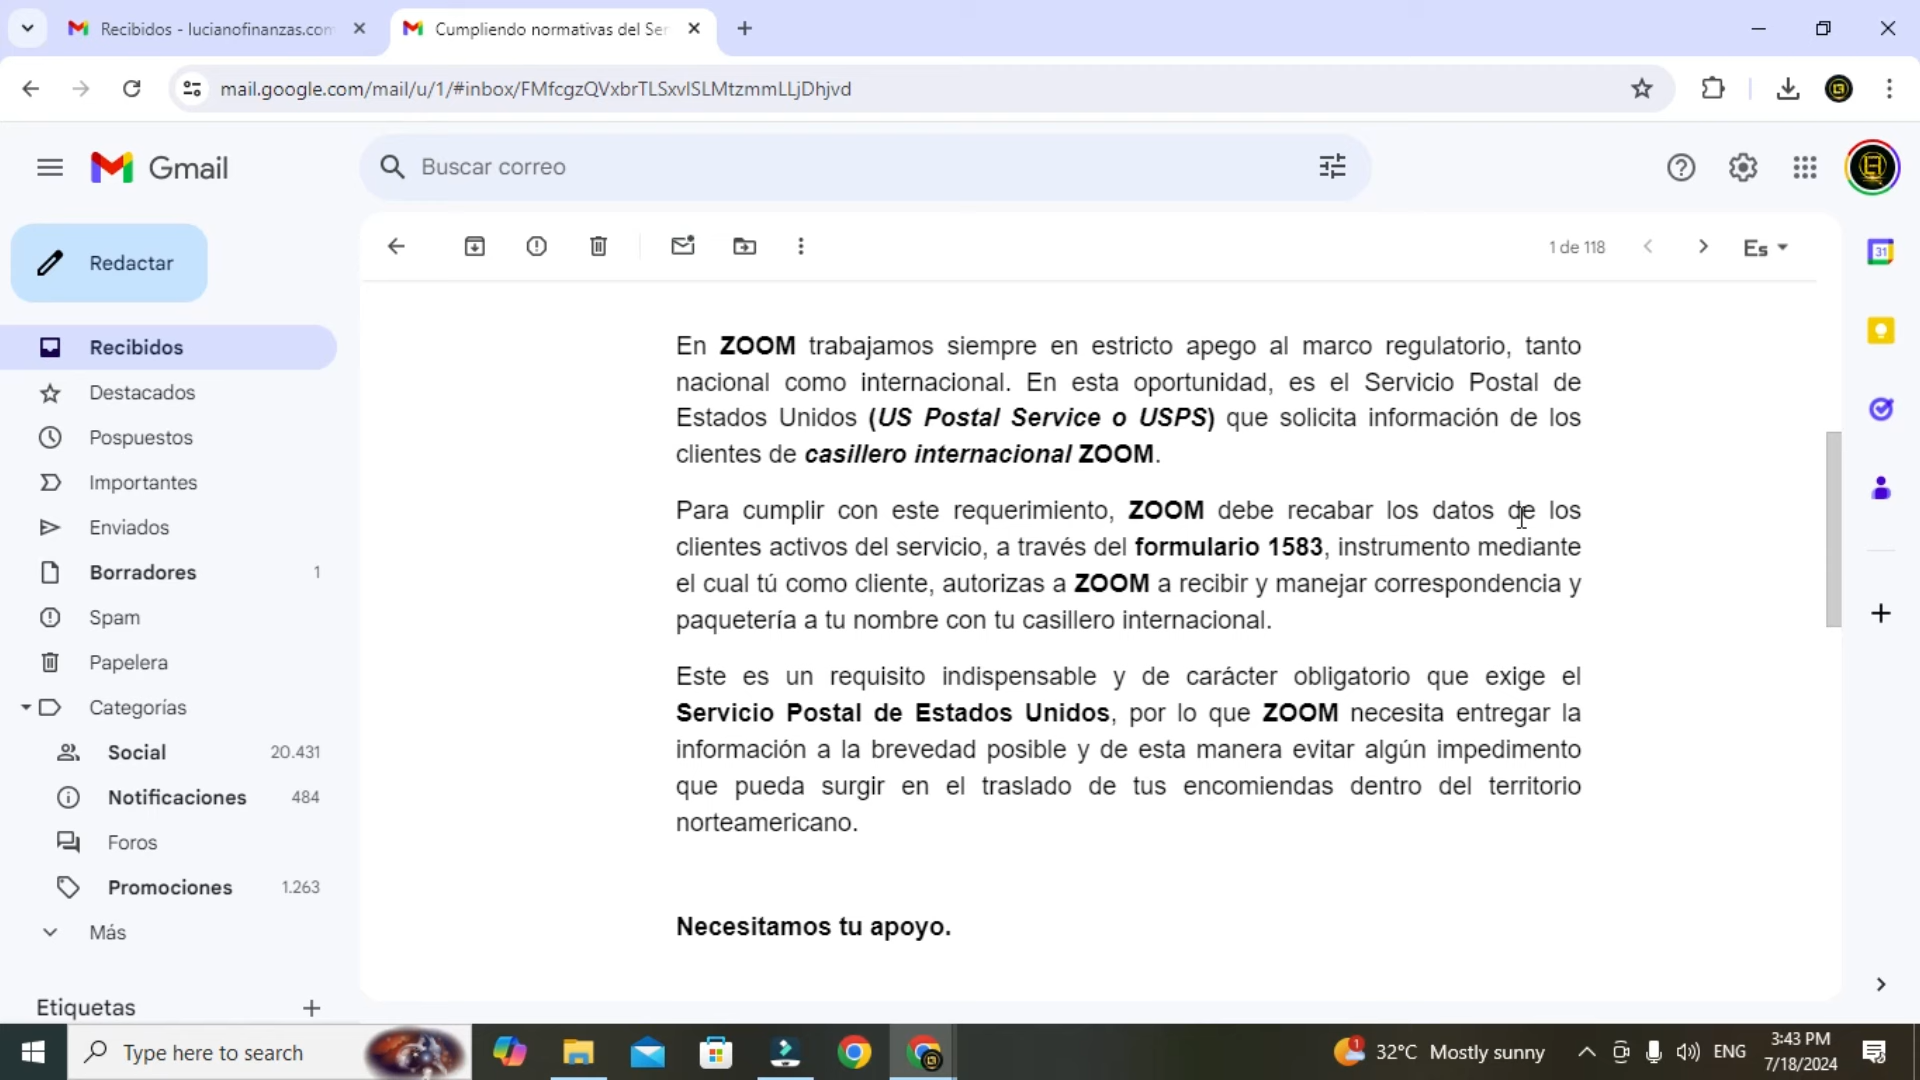 Recibidos - lucianofinanzas.com
Cumpliendo normativas del Ser
mail.google.com/mail/u/1/#inbox/FMfcgzQVxbrTLSxvlSLMtzmmLLjDhjvd
Gmail
Buscar correo
Redactar
1 de 118
Es
Recibidos
Destacados
Pospuestos
Importantes
Enviados
Borradores 1
Spam
Papelera
Categorías
Social 20.431
Notificaciones 484
Foros
Promociones 1.263
Más
Etiquetas
31
En ZOOM trabajamos siempre en estricto apego al marco regulatorio, tanto
nacional como internacional. En esta oportunidad, es el Servicio Postal de
Estados Unidos (US Postal Service o USPS) que solicita información de los
clientes de casillero internacional ZOOM.
Para cumplir con este requerimiento, ZOOM debe recabar los datos de los
clientes activos del servicio, a través del formulario 1583, instrumento mediante
el cual tú como cliente, autorizas a ZOOM a recibir y manejar correspondencia y
paquetería a tu nombre con tu casillero internacional.
Este es un requisito indispensable y de carácter obligatorio que exige el
Servicio Postal de Estados Unidos, por lo que ZOOM necesita entregar la
información a la brevedad posible y de esta manera evitar algún impedimento
que pueda surgir en el traslado de tus encomiendas dentro del territorio
norteamericano.
Necesitamos tu apoyo.
Type here to search
1
32°C Mostly sunny
ENG
3:43 PM
7/18/2024